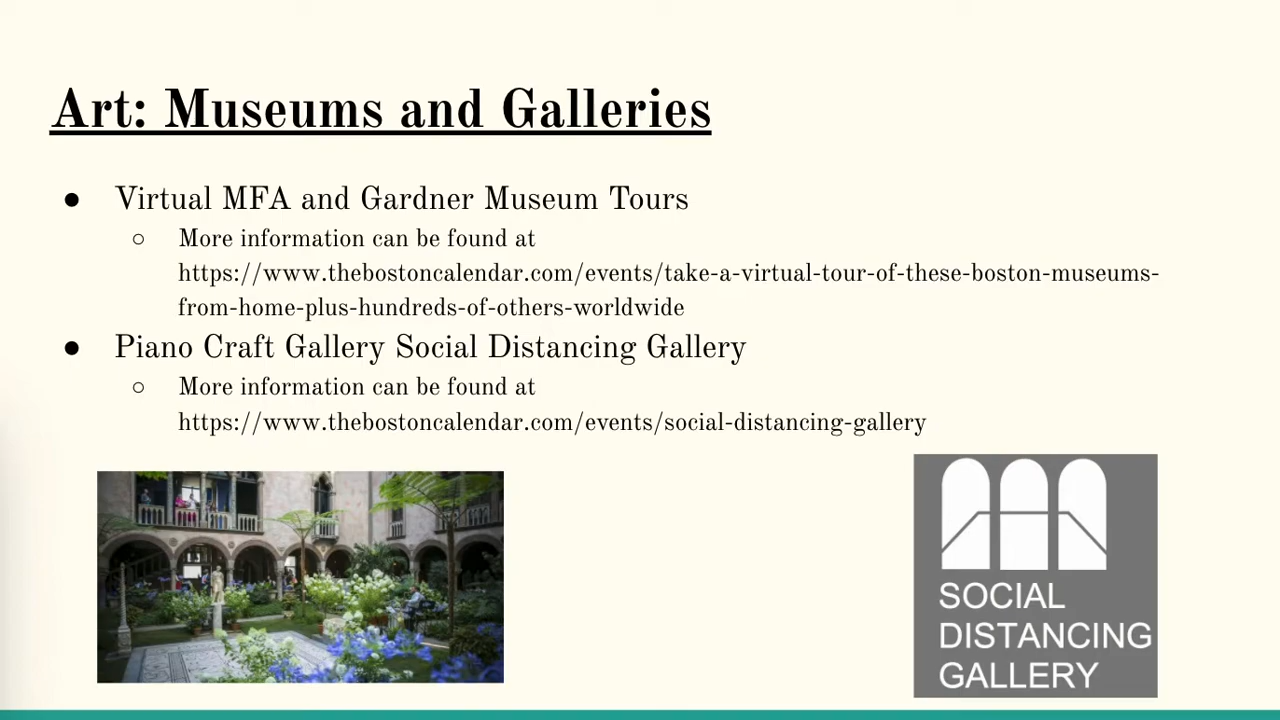 Art: Museums and Galleries
● Virtual MFA and Gardner Museum Tours
○ More information can be found at
https://www.thebostoncalendar.com/events/take-a-virtual-tour-of-these-boston-museums-
from-home-plus-hundreds-of-others-worldwide
● Piano Craft Gallery Social Distancing Gallery
○ More information can be found at
https://www.thebostoncalendar.com/events/social-distancing-gallery
SOCIAL
DISTANCING
GALLERY